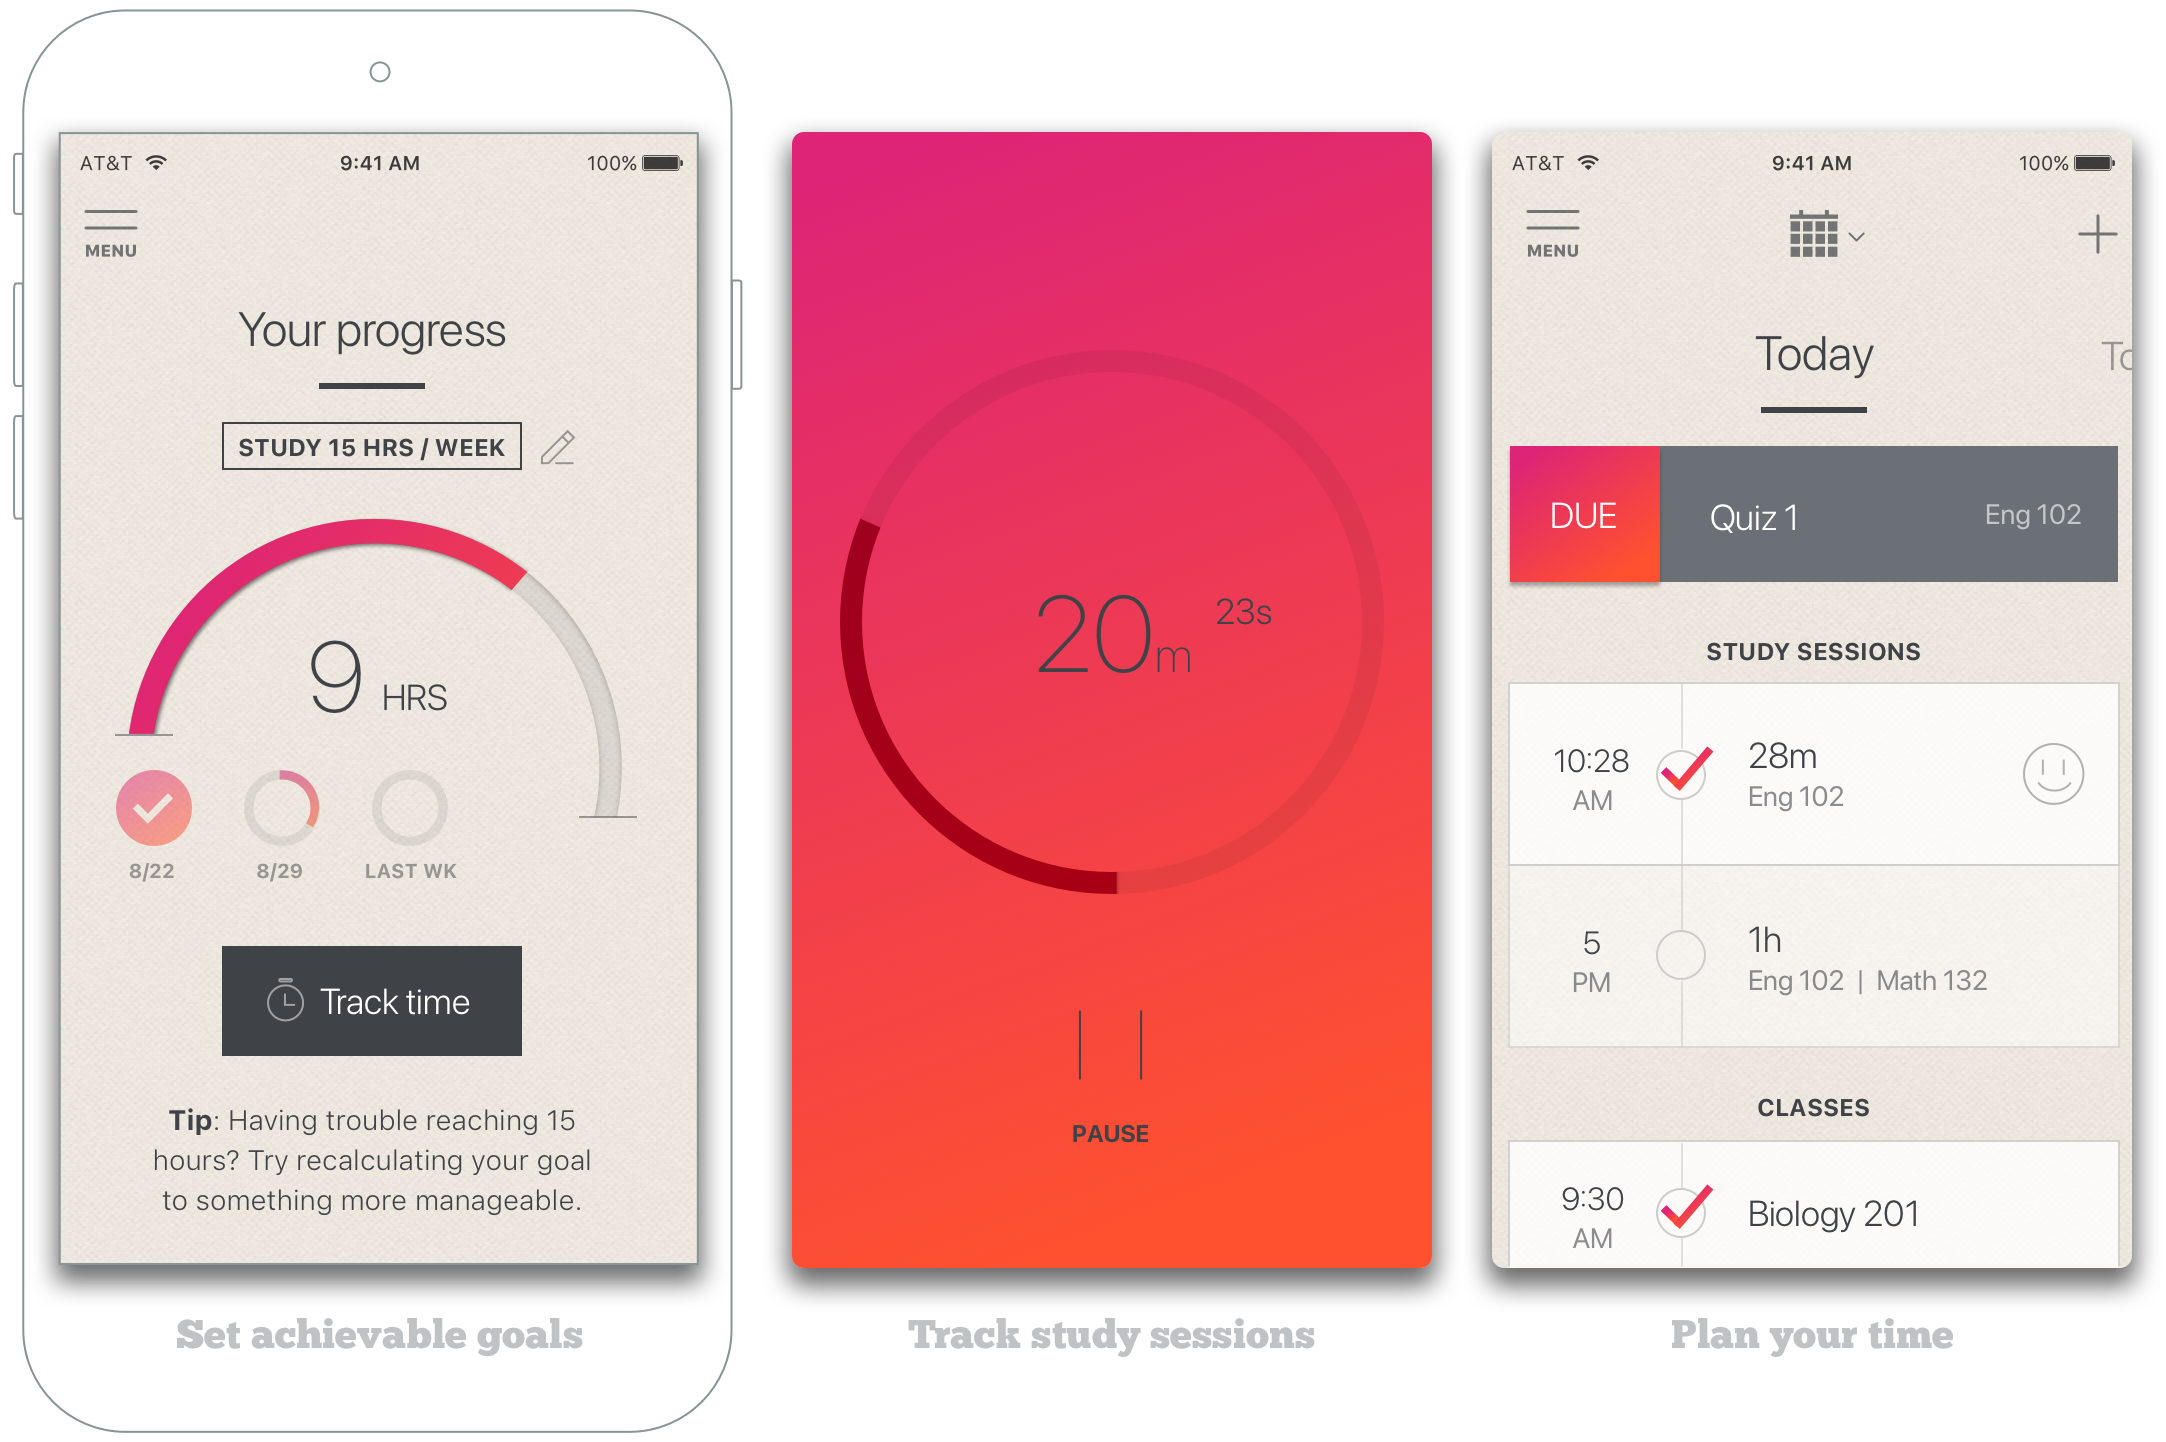 AT&T 9:41 AM 100%
MENU
Your progress
STUDY 15 HRS / WEEK
9 HRS
8/22 8/29 LAST WK
Track time
Tip: Having trouble reaching 15
hours? Try recalculating your goal
to something more manageable.
Set achievable goals
20m 23s
PAUSE
Track study sessions
AT&T 9:41 AM 100%
MENU
Today To
DUE Quiz 1 Eng 102
STUDY SESSIONS
10:28 28m
AM Eng 102
5 1h
PM Eng 102 | Math 132
CLASSES
9:30
AM Biology 201
Plan your time